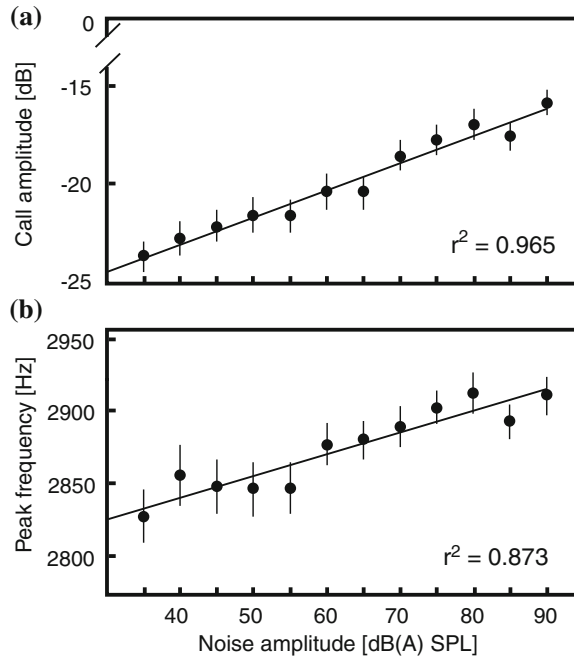 (a)
0
-15
-20
-25
Call amplitude [dB]
r² = 0.965
(b)
2950
2900
2850
2800
Peak frequency [Hz]
r² = 0.873
40 50 60 70 80 90
Noise amplitude [dB(A) SPL]